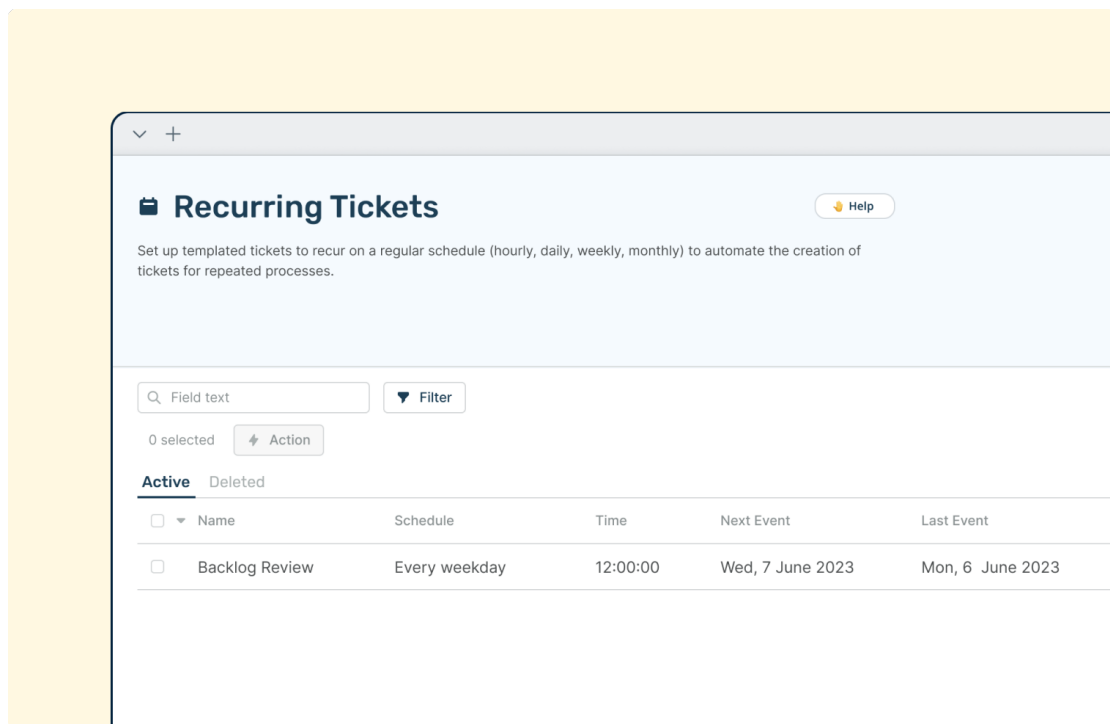 Recurring Tickets
Help
Set up templated tickets to recur on a regular schedule (hourly, daily, weekly, monthly) to automate the creation of
tickets for repeated processes.
Field text
Filter
0 selected
Action
Active Deleted
Name Schedule Time Next Event Last Event
Backlog Review Every weekday 12:00:00 Wed, 7 June 2023 Mon, 6 June 2023